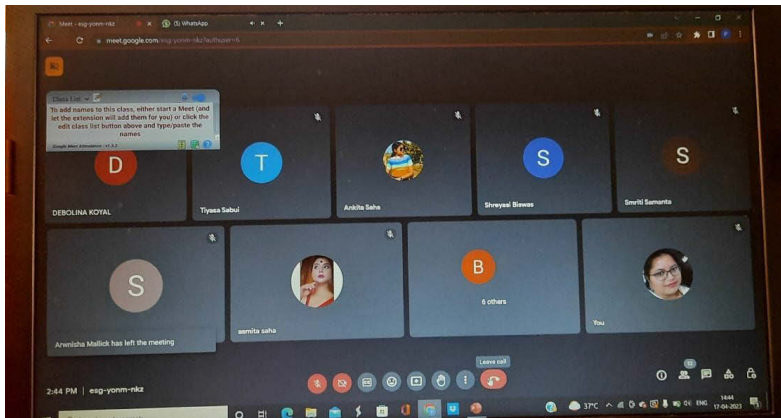 Meet - esg-yonm-nkz
(5) WhatsApp
meet.google.com/esg-yonm-nkz?authuser=6
Class List
To add names to this class, either start a Meet (and
let the extension will add them for you) or click the
edit class list button above and type/paste the
names
Google Meet Attendance
D
T
S
S
DEBOLINA KOYAL
Tiyasa Sabui
Ankita Saha
Shreyasi Biswas
Smriti Samanta
S
B
6 others
Arwnisha Mallick has left the meeting
asmita saha
You
Leave call
2:44 PM | esg-yonm-nkz
37°C
ENG
14:44
17-04-2023